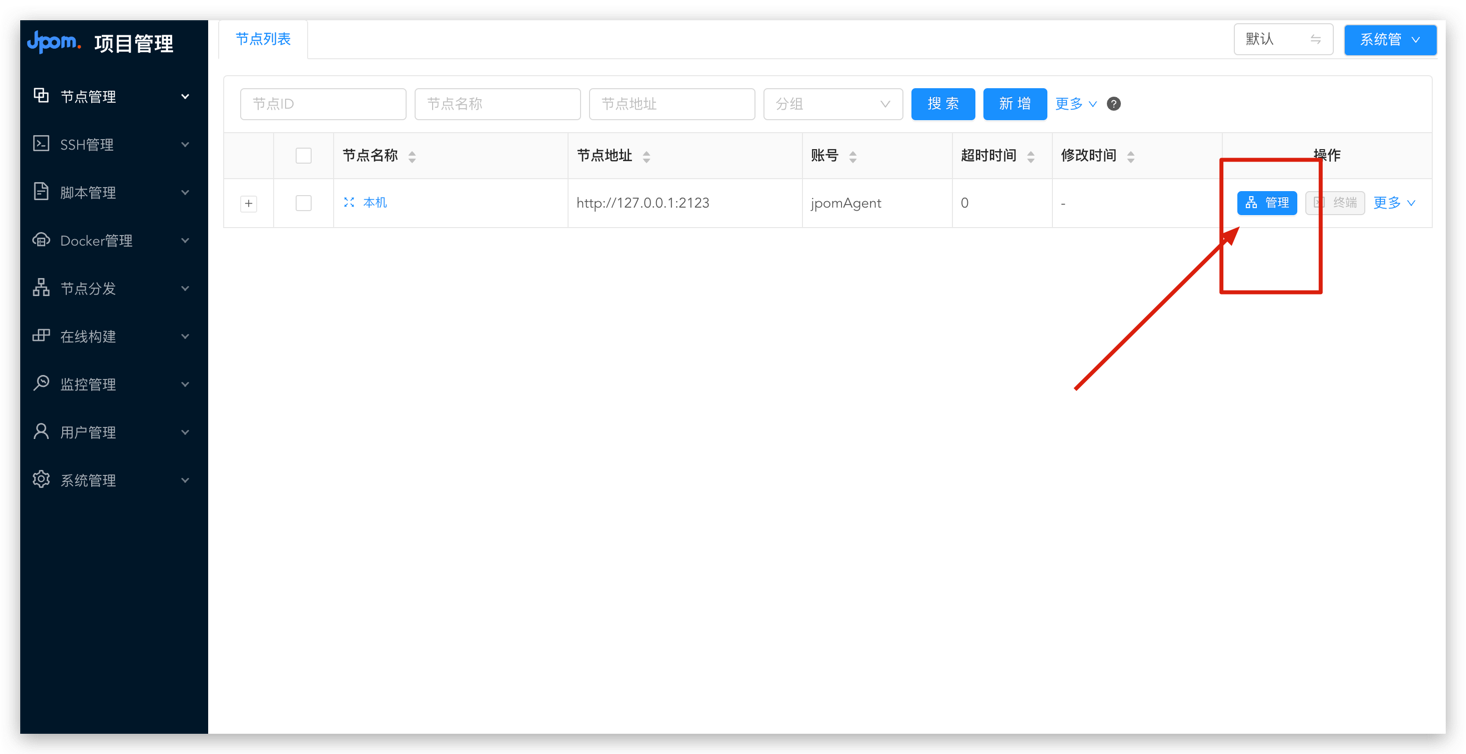 Jpom. 项目管理
节点管理
SSH管理
脚本管理
Docker管理
节点分发
在线构建
监控管理
用户管理
系统管理
节点列表
默认
系统管
节点ID 节点名称 节点地址 分组 搜 索 新 增 更多 ?
节点名称 节点地址 账号 超时时间 修改时间 操作
+ 本机 http://127.0.0.1:2123 jpomAgent 0 - 管理 终端 更多